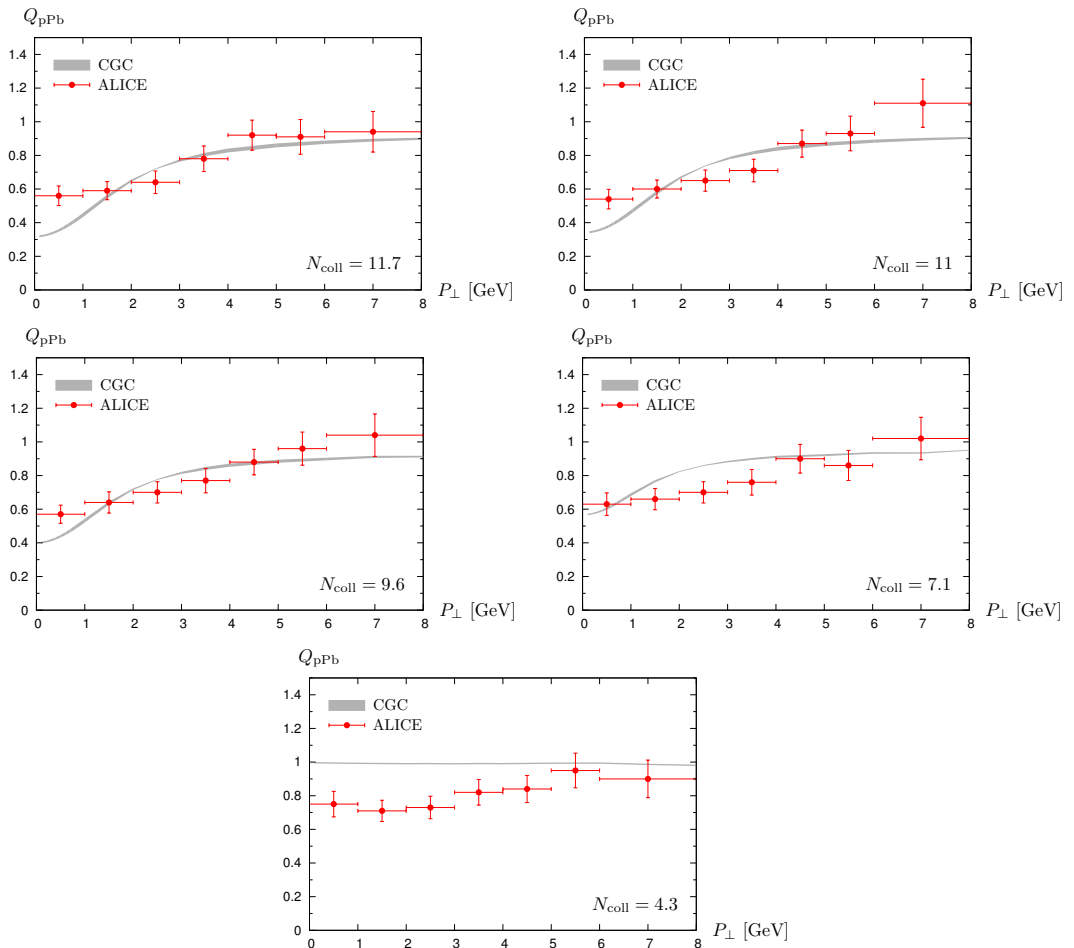 Q_pPb
1.4
1.2
1
0.8
0.6
0.4
0.2
0
CGC
ALICE
N_coll = 11.7
0 1 2 3 4 5 6 7 8
P_⊥ [GeV]
Q_pPb
1.4
1.2
1
0.8
0.6
0.4
0.2
0
CGC
ALICE
N_coll = 11
0 1 2 3 4 5 6 7 8
P_⊥ [GeV]
Q_pPb
1.4
1.2
1
0.8
0.6
0.4
0.2
0
CGC
ALICE
N_coll = 9.6
0 1 2 3 4 5 6 7 8
P_⊥ [GeV]
Q_pPb
1.4
1.2
1
0.8
0.6
0.4
0.2
0
CGC
ALICE
N_coll = 7.1
0 1 2 3 4 5 6 7 8
P_⊥ [GeV]
Q_pPb
1.4
1.2
1
0.8
0.6
0.4
0.2
0
CGC
ALICE
N_coll = 4.3
0 1 2 3 4 5 6 7 8
P_⊥ [GeV]